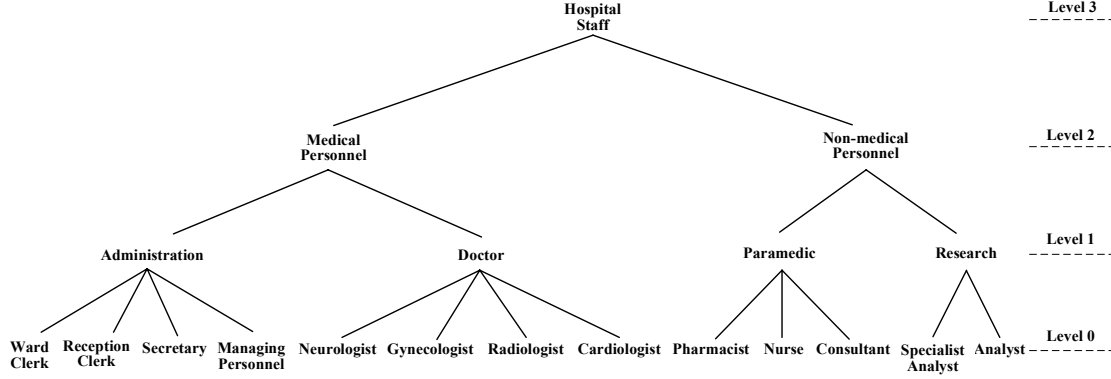 Hospital
Staff
Level 3
Medical
Personnel
Non-medical
Personnel
Level 2
Administration
Doctor
Paramedic
Research
Level 1
Ward
Clerk
Reception
Clerk
Secretary
Managing
Personnel
Neurologist
Gynecologist
Radiologist
Cardiologist
Pharmacist
Nurse
Consultant
Specialist
Analyst
Analyst
Level 0